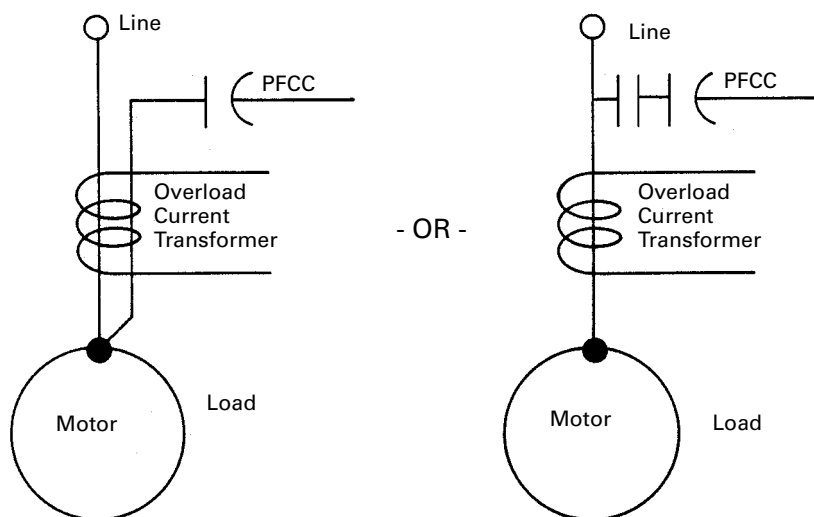 Line
PFCC
Overload
Current
Transformer
Motor
Load
- OR -
Line
PFCC
Overload
Current
Transformer
Motor
Load